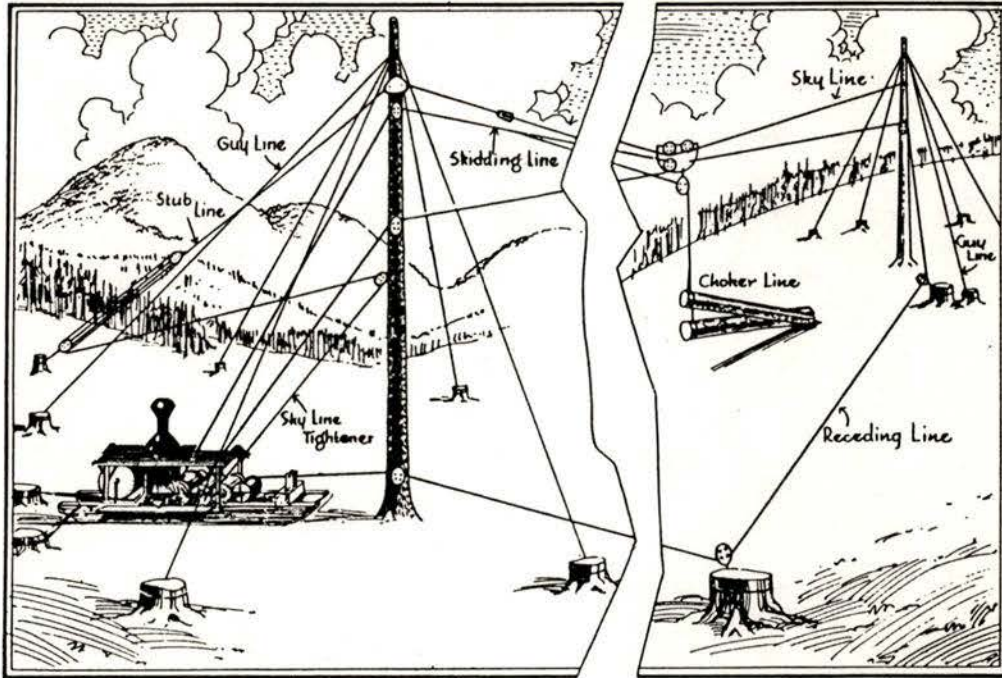 Guy Line
Stub
Line
Skidding line
Sky Line
Choker Line
Guy
Line
Sky Line
Tightener
Receding Line